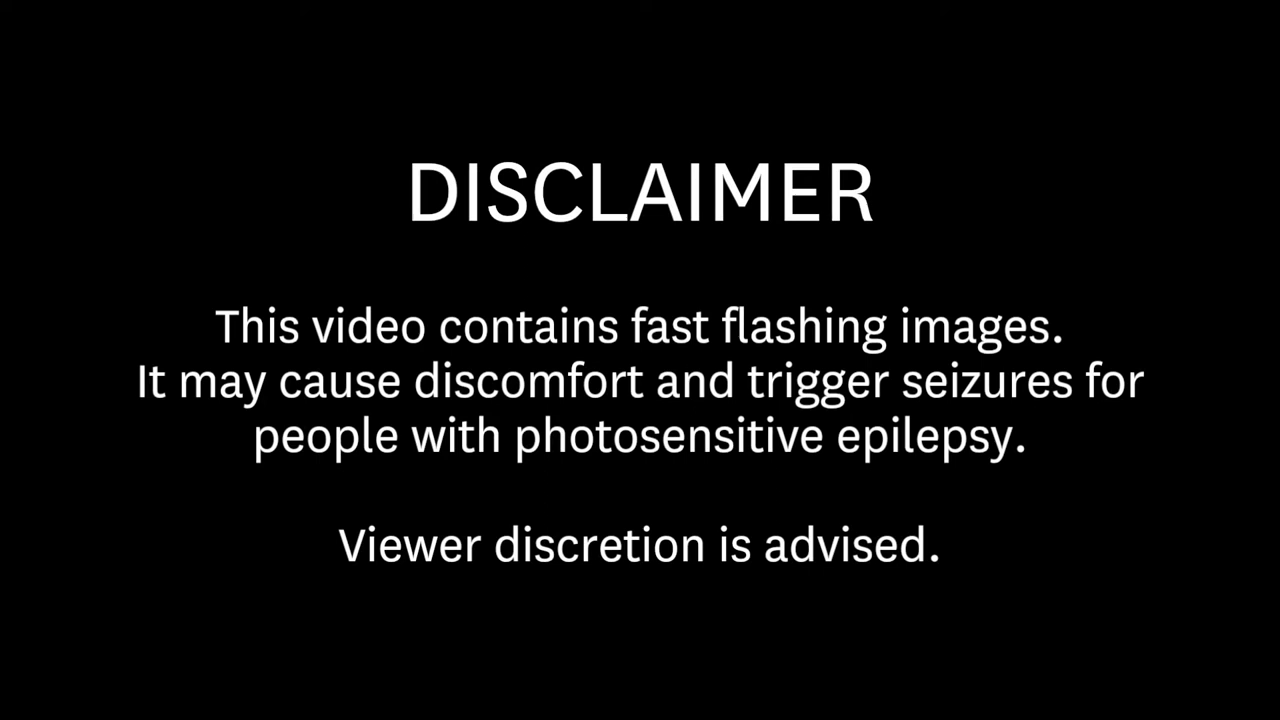 DISCLAIMER
This video contains fast flashing images.
It may cause discomfort and trigger seizures for
people with photosensitive epilepsy.
Viewer discretion is advised.